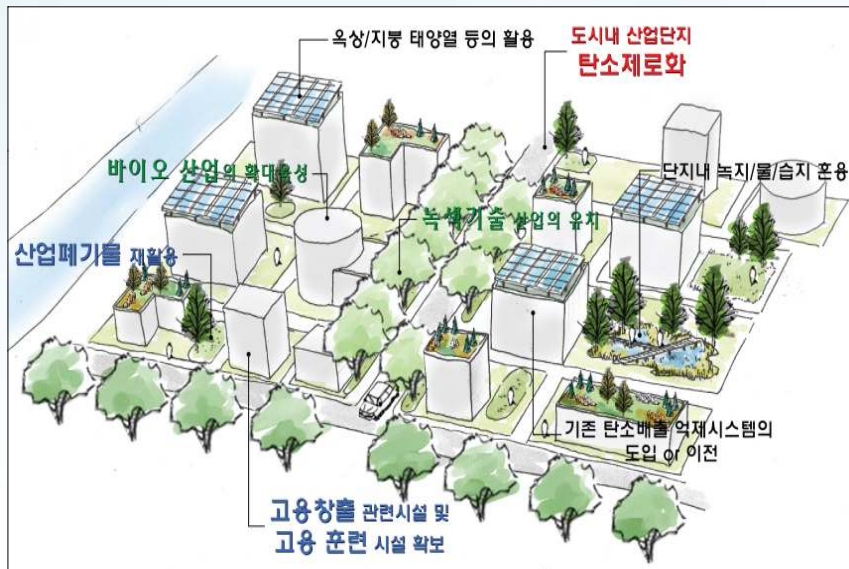 옥상/지붕 태양열 등의 활용
도시내 산업단지
탄소제로화
바이오 산업의 확대육성
단지내 녹지/물/습지 혼용
녹색기술 산업의 유치
산업폐기물 재활용
기존 탄소배출 억제시스템의
도입 or 이전
고용창출 관련시설 및
고용 훈련 시설 확보